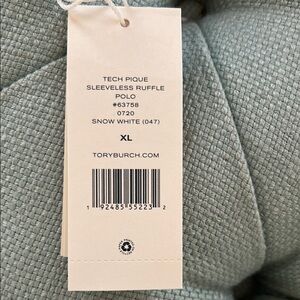 TECH PIQUE
SLEEVELESS RUFFLE
POLO
#63758
0720
SNOW WHITE (047)
XL
TORYBURCH.COM
1 92485 55223 2